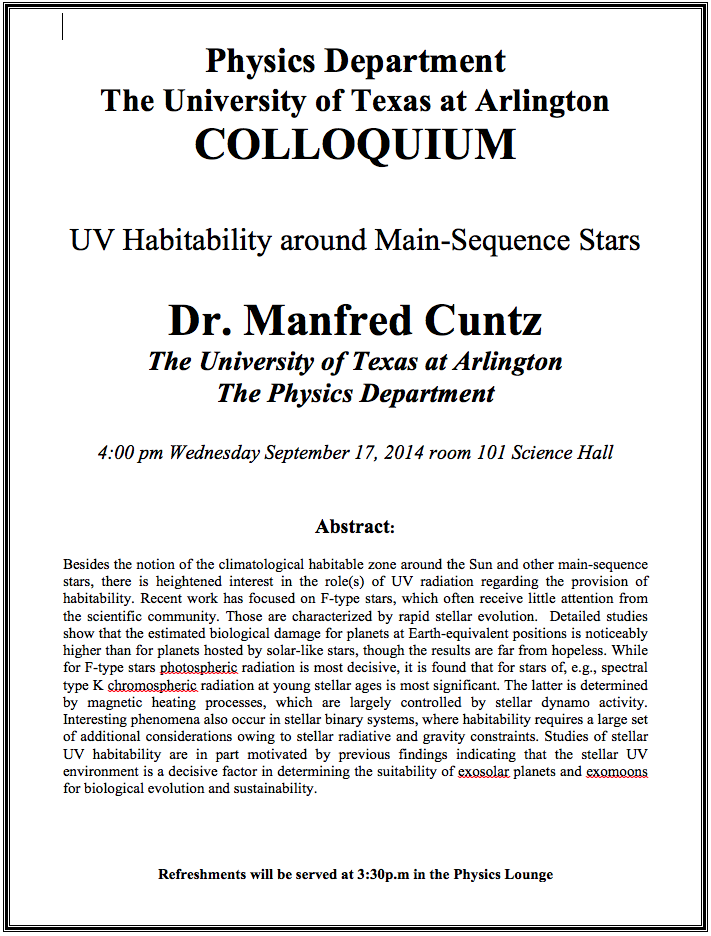 Physics Department
The University of Texas at Arlington
COLLOQUIUM
UV Habitability around Main-Sequence Stars
Dr. Manfred Cuntz
The University of Texas at Arlington
The Physics Department
4:00 pm Wednesday September 17, 2014 room 101 Science Hall
Abstract:
Besides the notion of the climatological habitable zone around the Sun and other main-sequence
stars, there is heightened interest in the role(s) of UV radiation regarding the provision of
habitability. Recent work has focused on F-type stars, which often receive little attention from
the scientific community. Those are characterized by rapid stellar evolution.  Detailed studies
show that the estimated biological damage for planets at Earth-equivalent positions is noticeably
higher than for planets hosted by solar-like stars, though the results are far from hopeless. While
for F-type stars photospheric radiation is most decisive, it is found that for stars of, e.g., spectral
type K chromospheric radiation at young stellar ages is most significant. The latter is determined
by magnetic heating processes, which are largely controlled by stellar dynamo activity.
Interesting phenomena also occur in stellar binary systems, where habitability requires a large set
of additional considerations owing to stellar radiative and gravity constraints. Studies of stellar
UV habitability are in part motivated by previous findings indicating that the stellar UV
environment is a decisive factor in determining the suitability of exosolar planets and exomoons
for biological evolution and sustainability.
Refreshments will be served at 3:30p.m in the Physics Lounge